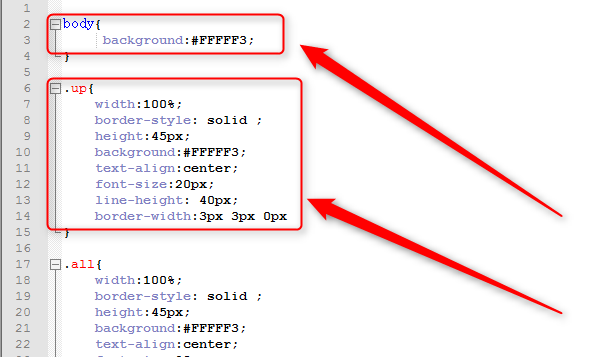 1
2 body{
3 background:#FFFFF3;
4 }
5
6 .up{
7 width:100%;
8 border-style: solid ;
9 height:45px;
10 background:#FFFFF3;
11 text-align:center;
12 font-size:20px;
13 line-height: 40px;
14 border-width:3px 3px 0px
15 }
16
17 .all{
18 width:100%;
19 border-style: solid ;
20 height:45px;
21 background:#FFFFF3;
22 text-align:center;